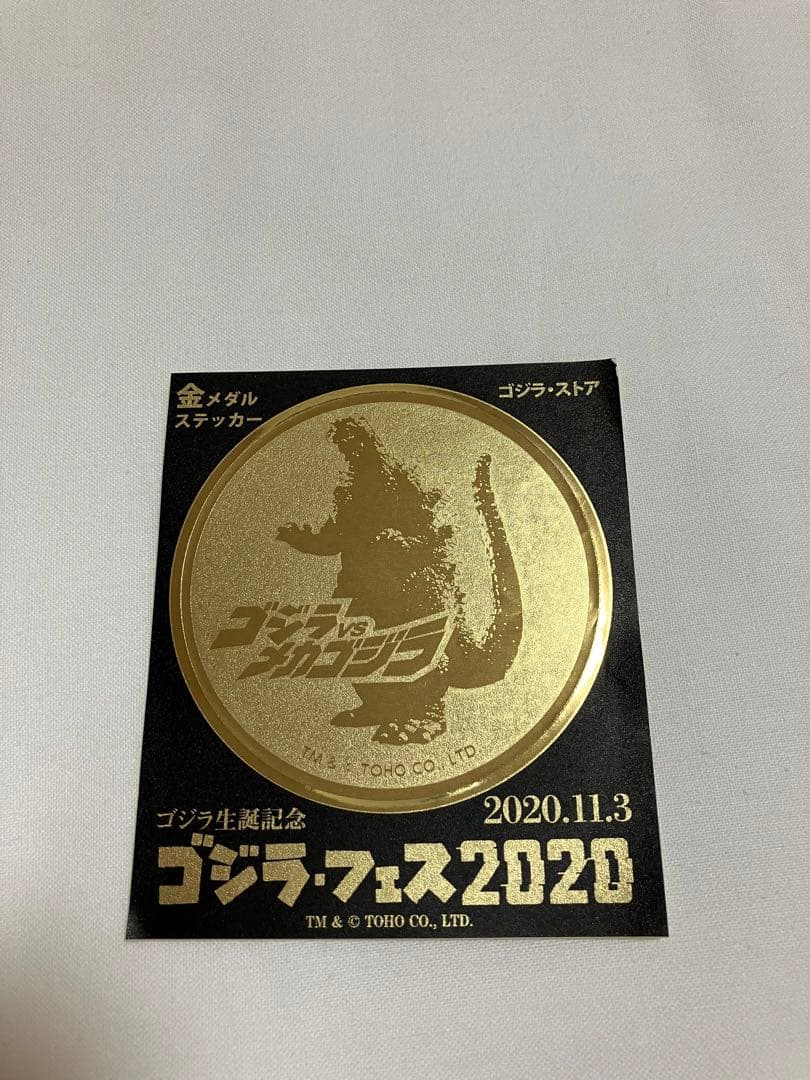 金メダル
ステッカー
ゴジラ・ストア
ゴジラVS
メカゴジラ
TM & © TOHO CO., LTD.
ゴジラ生誕記念
2020.11.3
ゴジラ・フェス2020
TM & © TOHO CO., LTD.